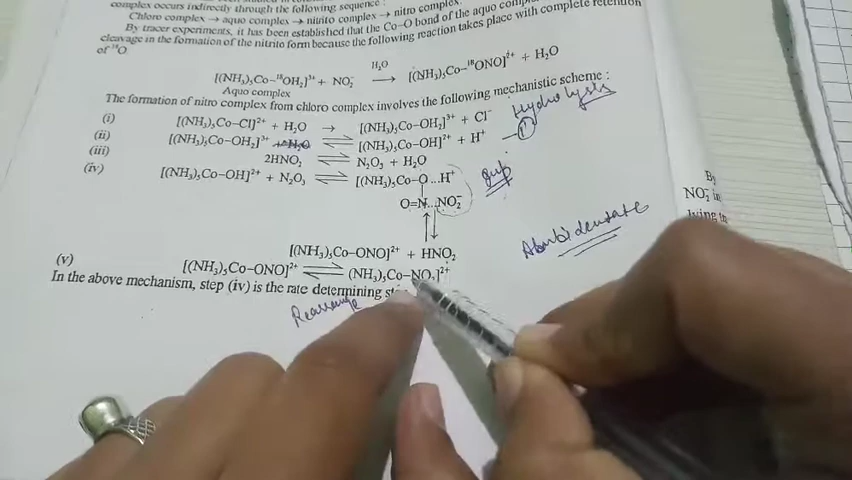 complex occurs indirectly through the following sequence :
Chloro complex → aquo complex → nitrito complex → nitro complex.
By tracer experiments, it has been established that the Co–O bond of the aquo
cleavage in the formation of the nitrito form because the following reaction takes place with complete retention
of ¹⁸O.
[(NH₃)₅Co–¹⁸OH₂]³⁺ + NO₂⁻ →(H₂O) [(NH₃)₅Co–¹⁸ONO]²⁺ + H₂O
Aquo complex
The formation of nitro complex from chloro complex involves the following mechanistic scheme :
(i) [(NH₃)₅Co–Cl]²⁺ + H₂O → [(NH₃)₅Co–OH₂]³⁺ + Cl⁻ Hydrolysis
(ii) [(NH₃)₅Co–OH₂]³⁺ + H₂O ⇌ [(NH₃)₅Co–OH]²⁺ + H⁺
(iii) 2HNO₂ ⇌ N₂O₃ + H₂O
(iv) [(NH₃)₅Co–OH]²⁺ + N₂O₃ ⇌ [(NH₃)₅Co–O...H⁺
O=N...NO₂⁻
By
NO₂⁻ in
Ambidentate
[(NH₃)₅Co–ONO]²⁺ + HNO₂
(v) [(NH₃)₅Co–ONO]²⁺ ⇌ (NH₃)₅Co–NO₂]²⁺
In the above mechanism, step (iv) is the rate determining
Rearrange